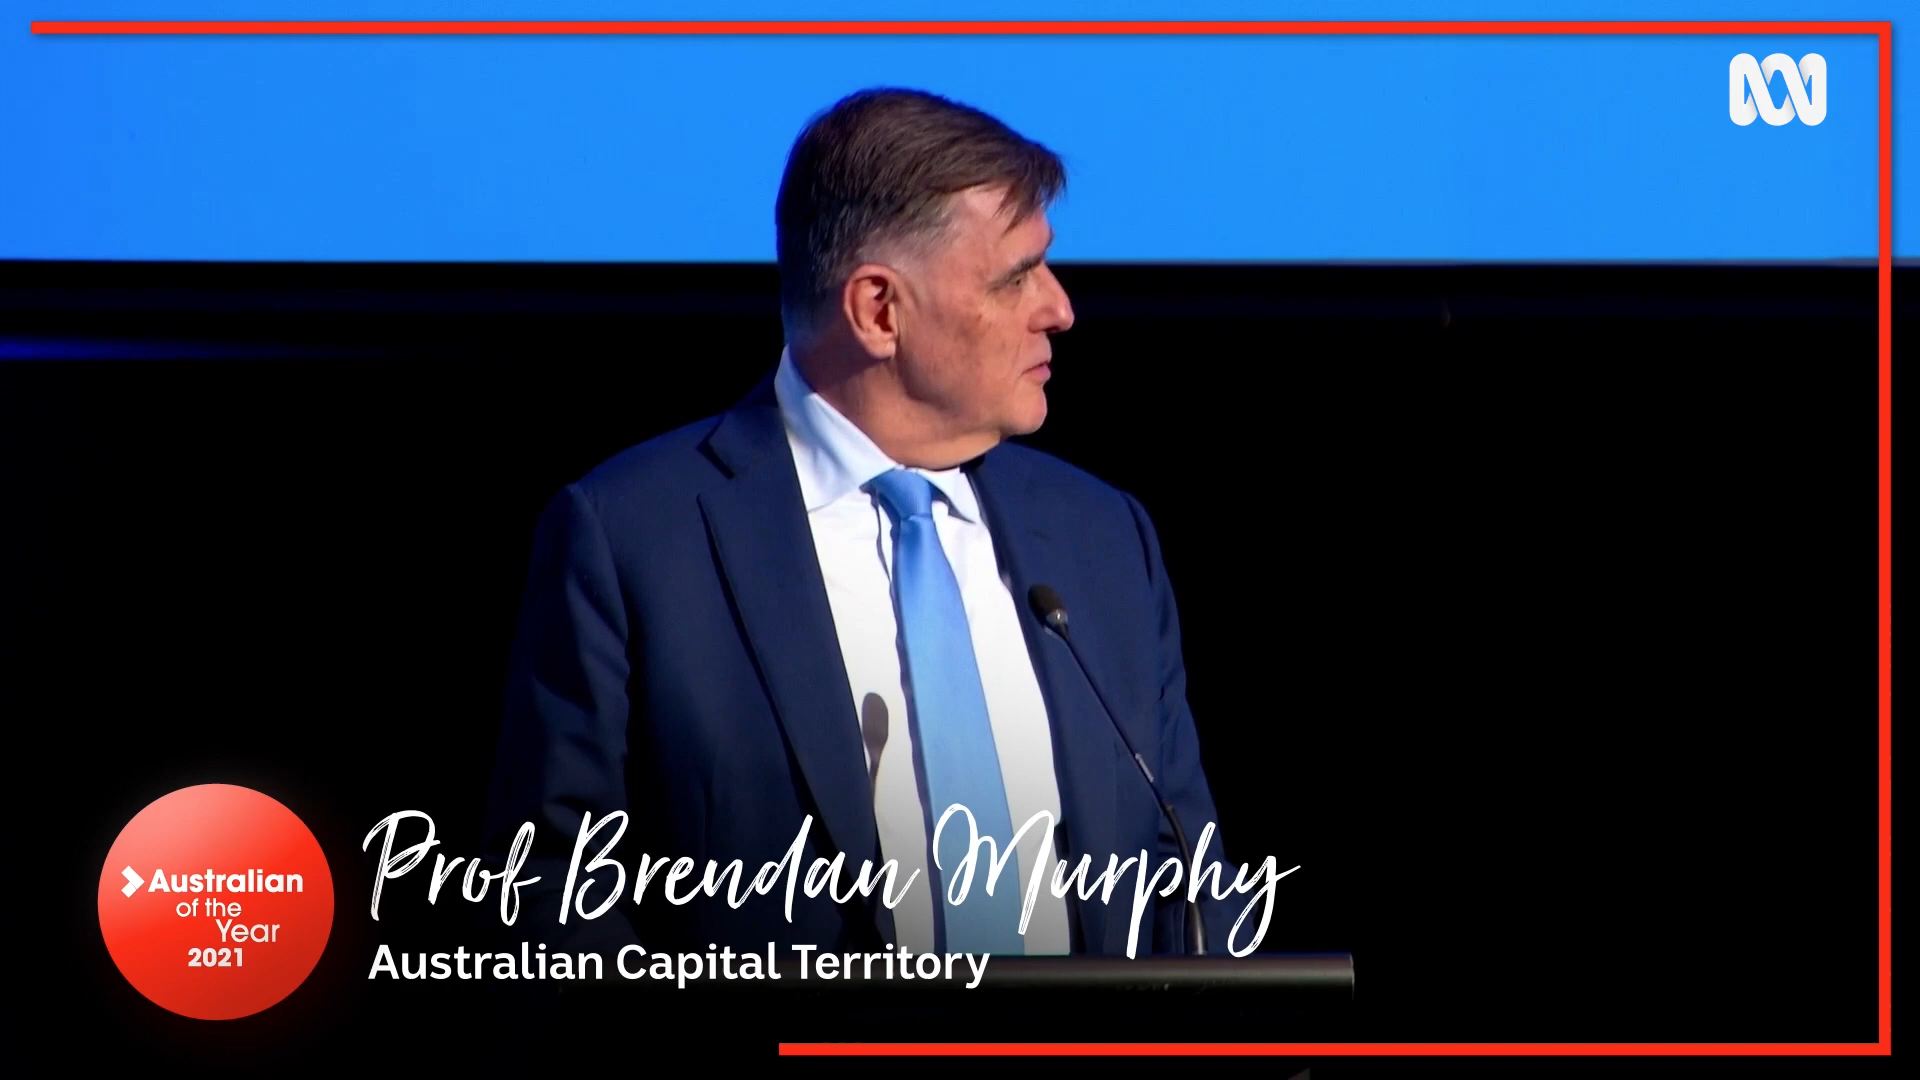 Australian
of the
Year
2021
Prof Brendan Murphy
Australian Capital Territory